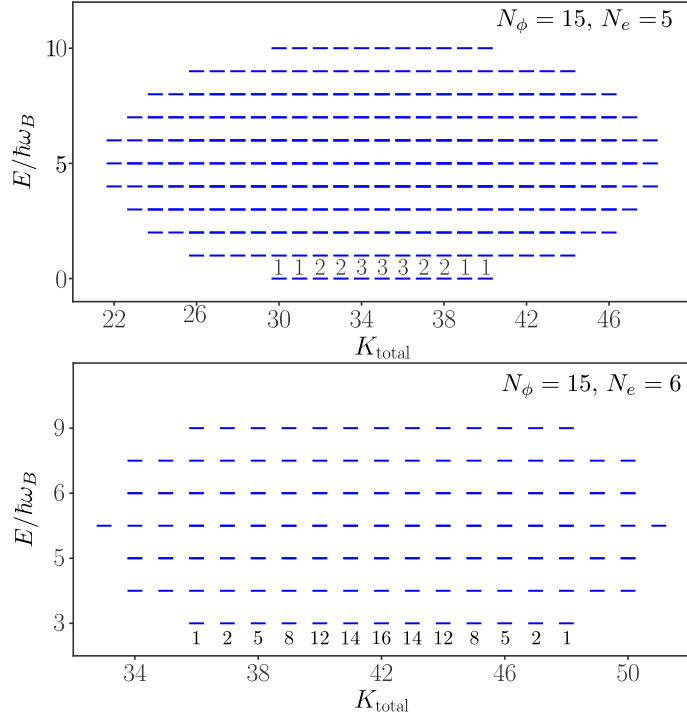 N_ϕ = 15, N_e = 5
10
5
0
E/ħω_B
1 1 2 2 3 3 3 2 2 1 1
22 26 30 34 38 42 46
K_total
N_ϕ = 15, N_e = 6
9
6
5
3
E/ħω_B
1 2 5 8 12 14 16 14 12 8 5 2 1
34 38 42 46 50
K_total